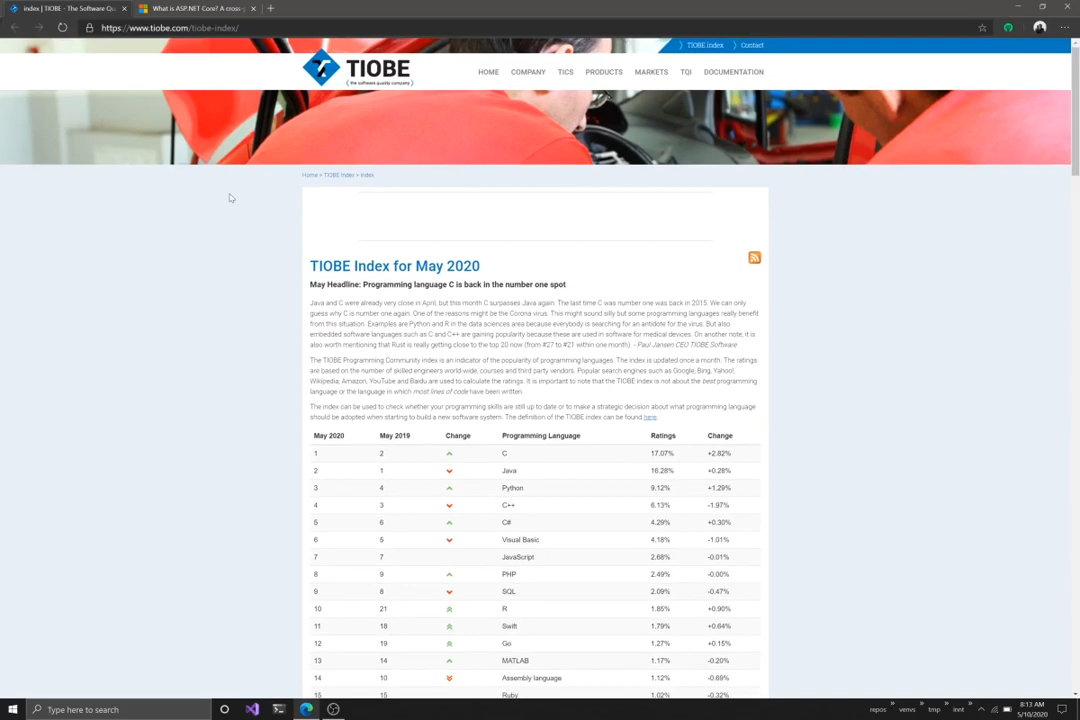 index | TIOBE - The Software Qu
What is ASP.NET Core? A cross-
https://www.tiobe.com/tiobe-index/
TIOBE index
Contact
TIOBE
(the software quality company)
HOME COMPANY TICS PRODUCTS MARKETS TQI DOCUMENTATION
Home > TIOBE Index > index
TIOBE Index for May 2020
May Headline: Programming language C is back in the number one spot
Java and C were already very close in April, but this month C surpasses Java again. The last time C was number one was back in 2015. We can only
guess why C is number one again. One of the reasons might be the Corona virus. This might sound silly but some programming languages really benefit
from this situation. Examples are Python and R in the data sciences area because everybody is searching for an antidote for the virus. But also
embedded software languages such as C and C++ are gaining popularity because these are used in software for medical devices. On another note, it is
also worth mentioning that Rust is really getting close to the top 20 now (from #27 to #21 within one month). - Paul Jansen CEO TIOBE Software
The TIOBE Programming Community index is an indicator of the popularity of programming languages. The index is updated once a month. The ratings
are based on the number of skilled engineers world-wide, courses and third party vendors. Popular search engines such as Google, Bing, Yahoo!,
Wikipedia, Amazon, YouTube and Baidu are used to calculate the ratings. It is important to note that the TIOBE index is not about the best programming
language or the language in which most lines of code have been written.
The index can be used to check whether your programming skills are still up to date or to make a strategic decision about what programming language
should be adopted when starting to build a new software system. The definition of the TIOBE index can be found here.
May 2020 May 2019 Change Programming Language Ratings Change
1 2 C 17.07% +2.82%
2 1 Java 16.28% +0.28%
3 4 Python 9.12% +1.29%
4 3 C++ 6.13% -1.97%
5 6 C# 4.29% +0.30%
6 5 Visual Basic 4.18% -1.01%
7 7 JavaScript 2.68% -0.01%
8 9 PHP 2.49% -0.00%
9 8 SQL 2.09% -0.47%
10 21 R 1.85% +0.90%
11 18 Swift 1.79% +0.64%
12 19 Go 1.27% +0.15%
13 14 MATLAB 1.17% -0.20%
14 10 Assembly language 1.12% -0.69%
15 15 Ruby 1.02% -0.32%
Type here to search
repos venvs tmp innt
8:13 AM
5/10/2020